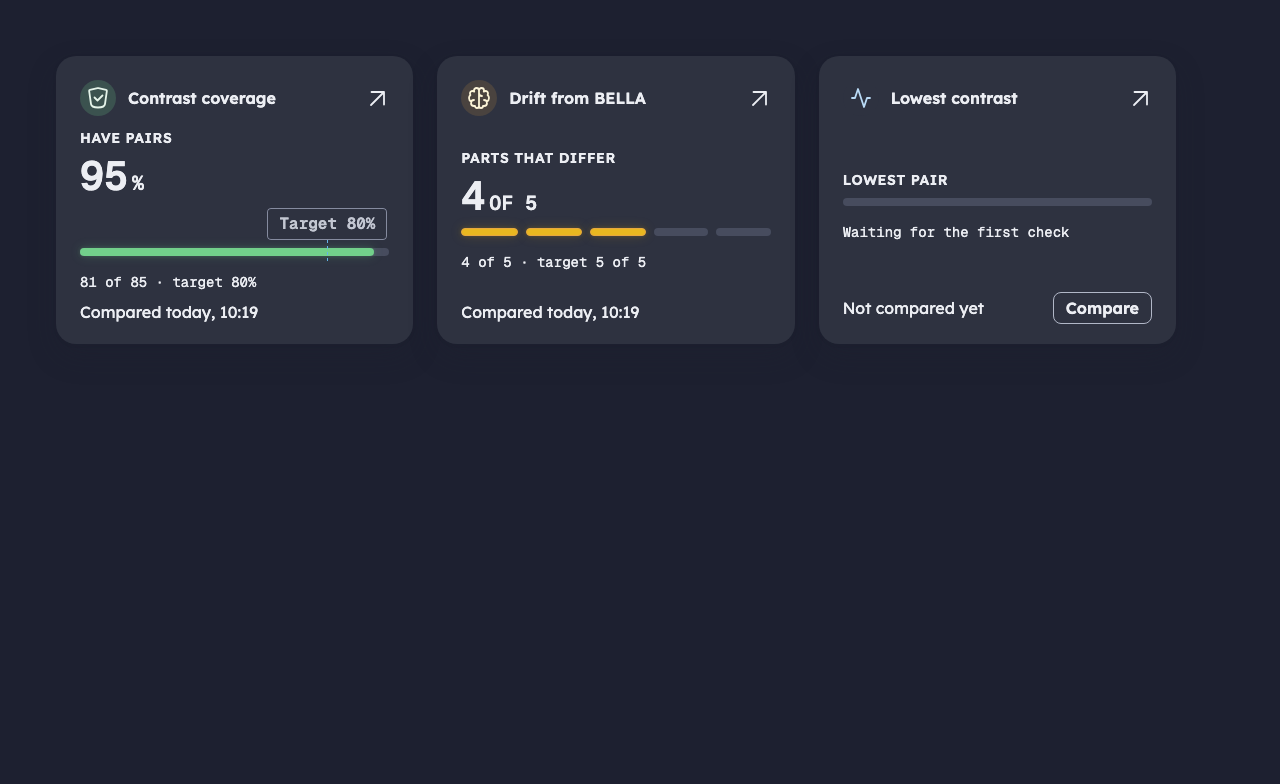 Contrast coverage
HAVE PAIRS
95 %
Target 80%
81 of 85 · target 80%
Compared today, 10:19
Drift from BELLA
PARTS THAT DIFFER
4 OF 5
4 of 5 · target 5 of 5
Compared today, 10:19
Lowest contrast
LOWEST PAIR
Waiting for the first check
Not compared yet
Compare